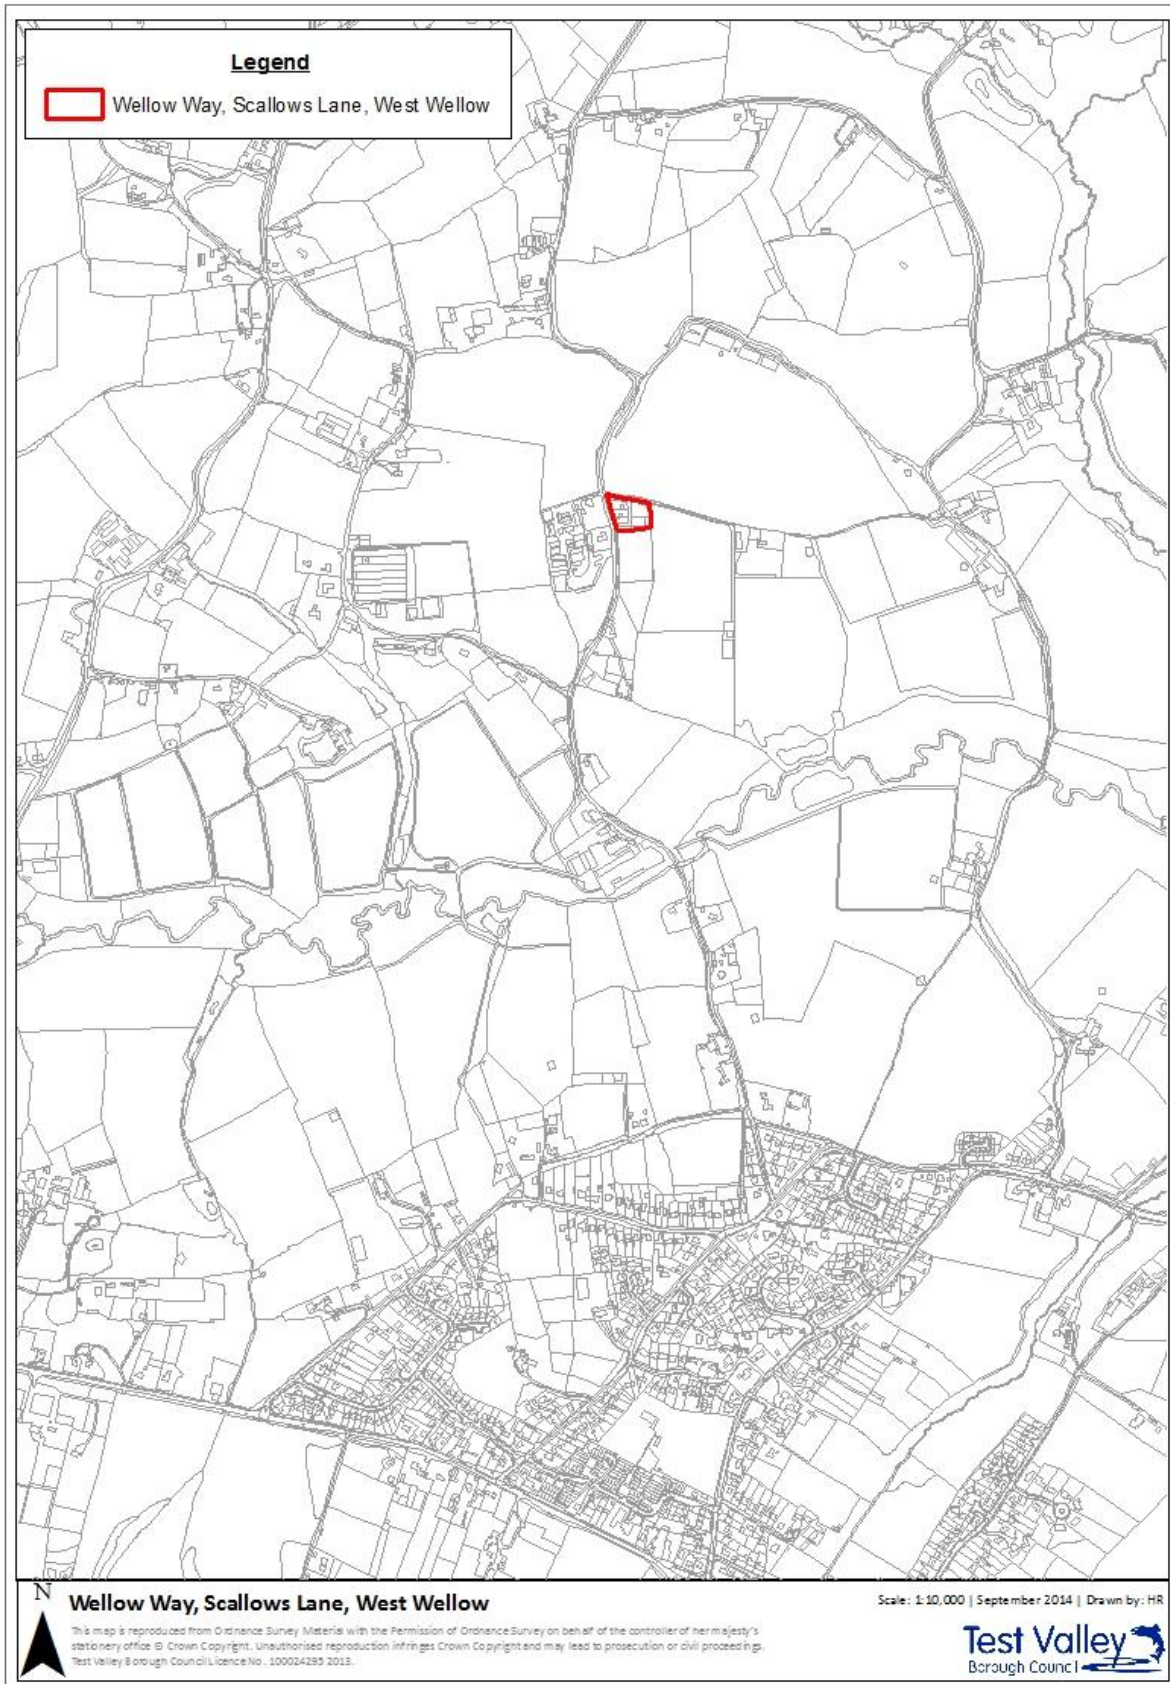 Legend
Wellow Way, Scallows Lane, West Wellow
N
Wellow Way, Scallows Lane, West Wellow
This map is reproduced from Ordnance Survey Material with the Permission of Ordnance Survey on behalf of the controller of her majesty's
stationery office © Crown Copyright. Unauthorised reproduction infringes Crown Copyright and may lead to prosecution or civil proceedings.
Test Valley Borough Council Licence No. 100024295 2013.
Scale: 1:10,000 | September 2014 | Drawn by: HR
Test Valley
Borough Council